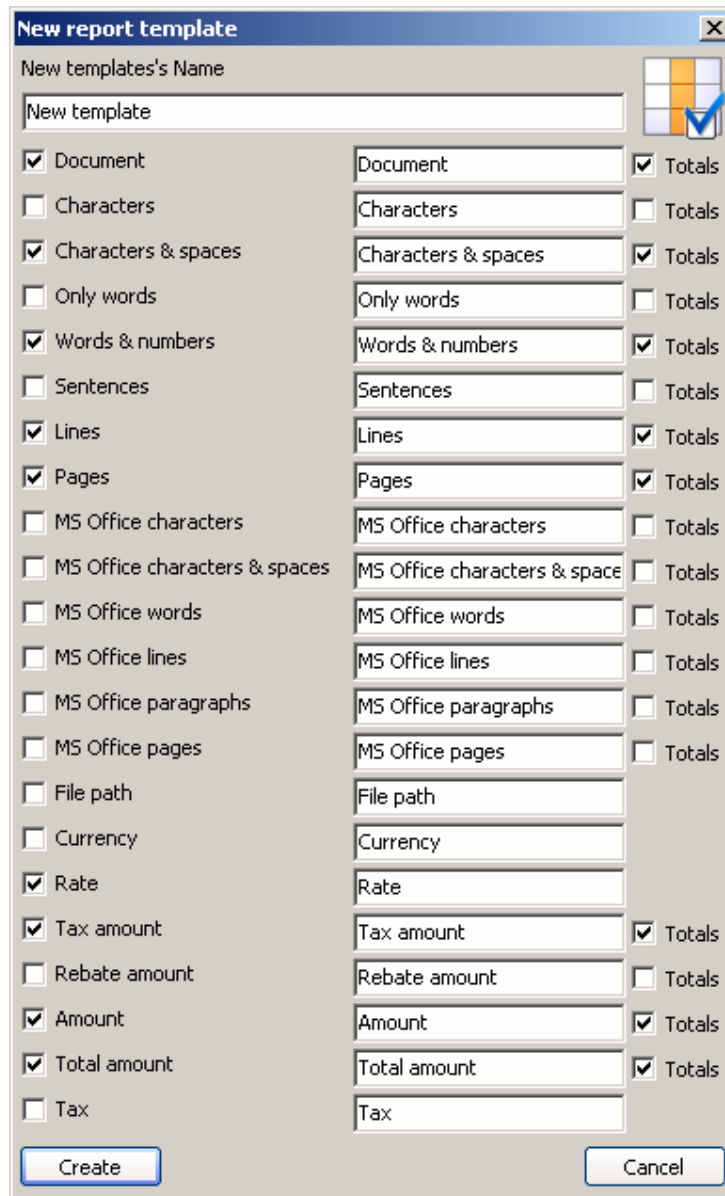 New report template
New templates's Name
New template
Document Document Totals
Characters Characters Totals
Characters & spaces Characters & spaces Totals
Only words Only words Totals
Words & numbers Words & numbers Totals
Sentences Sentences Totals
Lines Lines Totals
Pages Pages Totals
MS Office characters MS Office characters Totals
MS Office characters & spaces MS Office characters & space Totals
MS Office words MS Office words Totals
MS Office lines MS Office lines Totals
MS Office paragraphs MS Office paragraphs Totals
MS Office pages MS Office pages Totals
File path File path
Currency Currency
Rate Rate
Tax amount Tax amount Totals
Rebate amount Rebate amount Totals
Amount Amount Totals
Total amount Total amount Totals
Tax Tax
Create Cancel